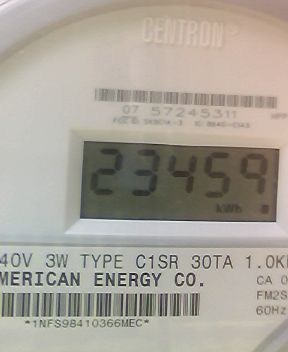 CENTRON®
07 57245311
23459
kWh
40V 3W TYPE C1SR 30TA 1.0K
MERICAN ENERGY CO.
CA 0
FM2S
60Hz
*1NFS98410366MEC*